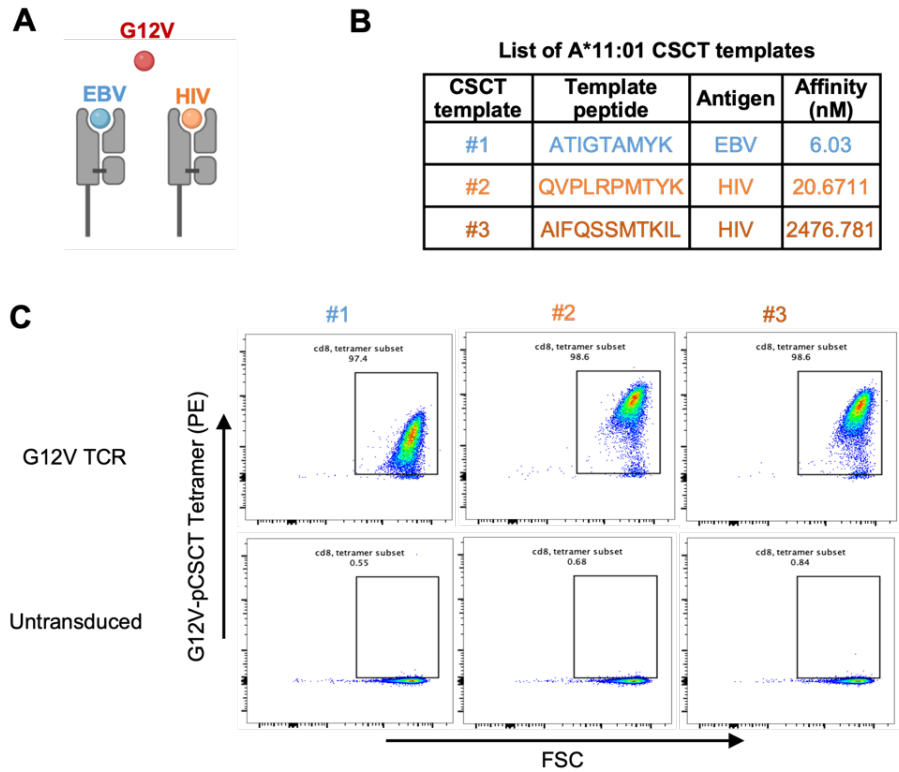 A
G12V
EBV
HIV
B
List of A*11:01 CSCT templates
CSCT template
Template peptide
Antigen
Affinity (nM)
#1
ATIGTAMYK
EBV
6.03
#2
QVPLRPMTYK
HIV
20.6711
#3
AIFQSSMTKIL
HIV
2476.781
C
#1
#2
#3
G12V TCR
Untransduced
G12V-pCSCT Tetramer (PE)
cd8, tetramer subset
97.4
cd8, tetramer subset
98.6
cd8, tetramer subset
98.6
cd8, tetramer subset
0.55
cd8, tetramer subset
0.68
cd8, tetramer subset
0.84
FSC